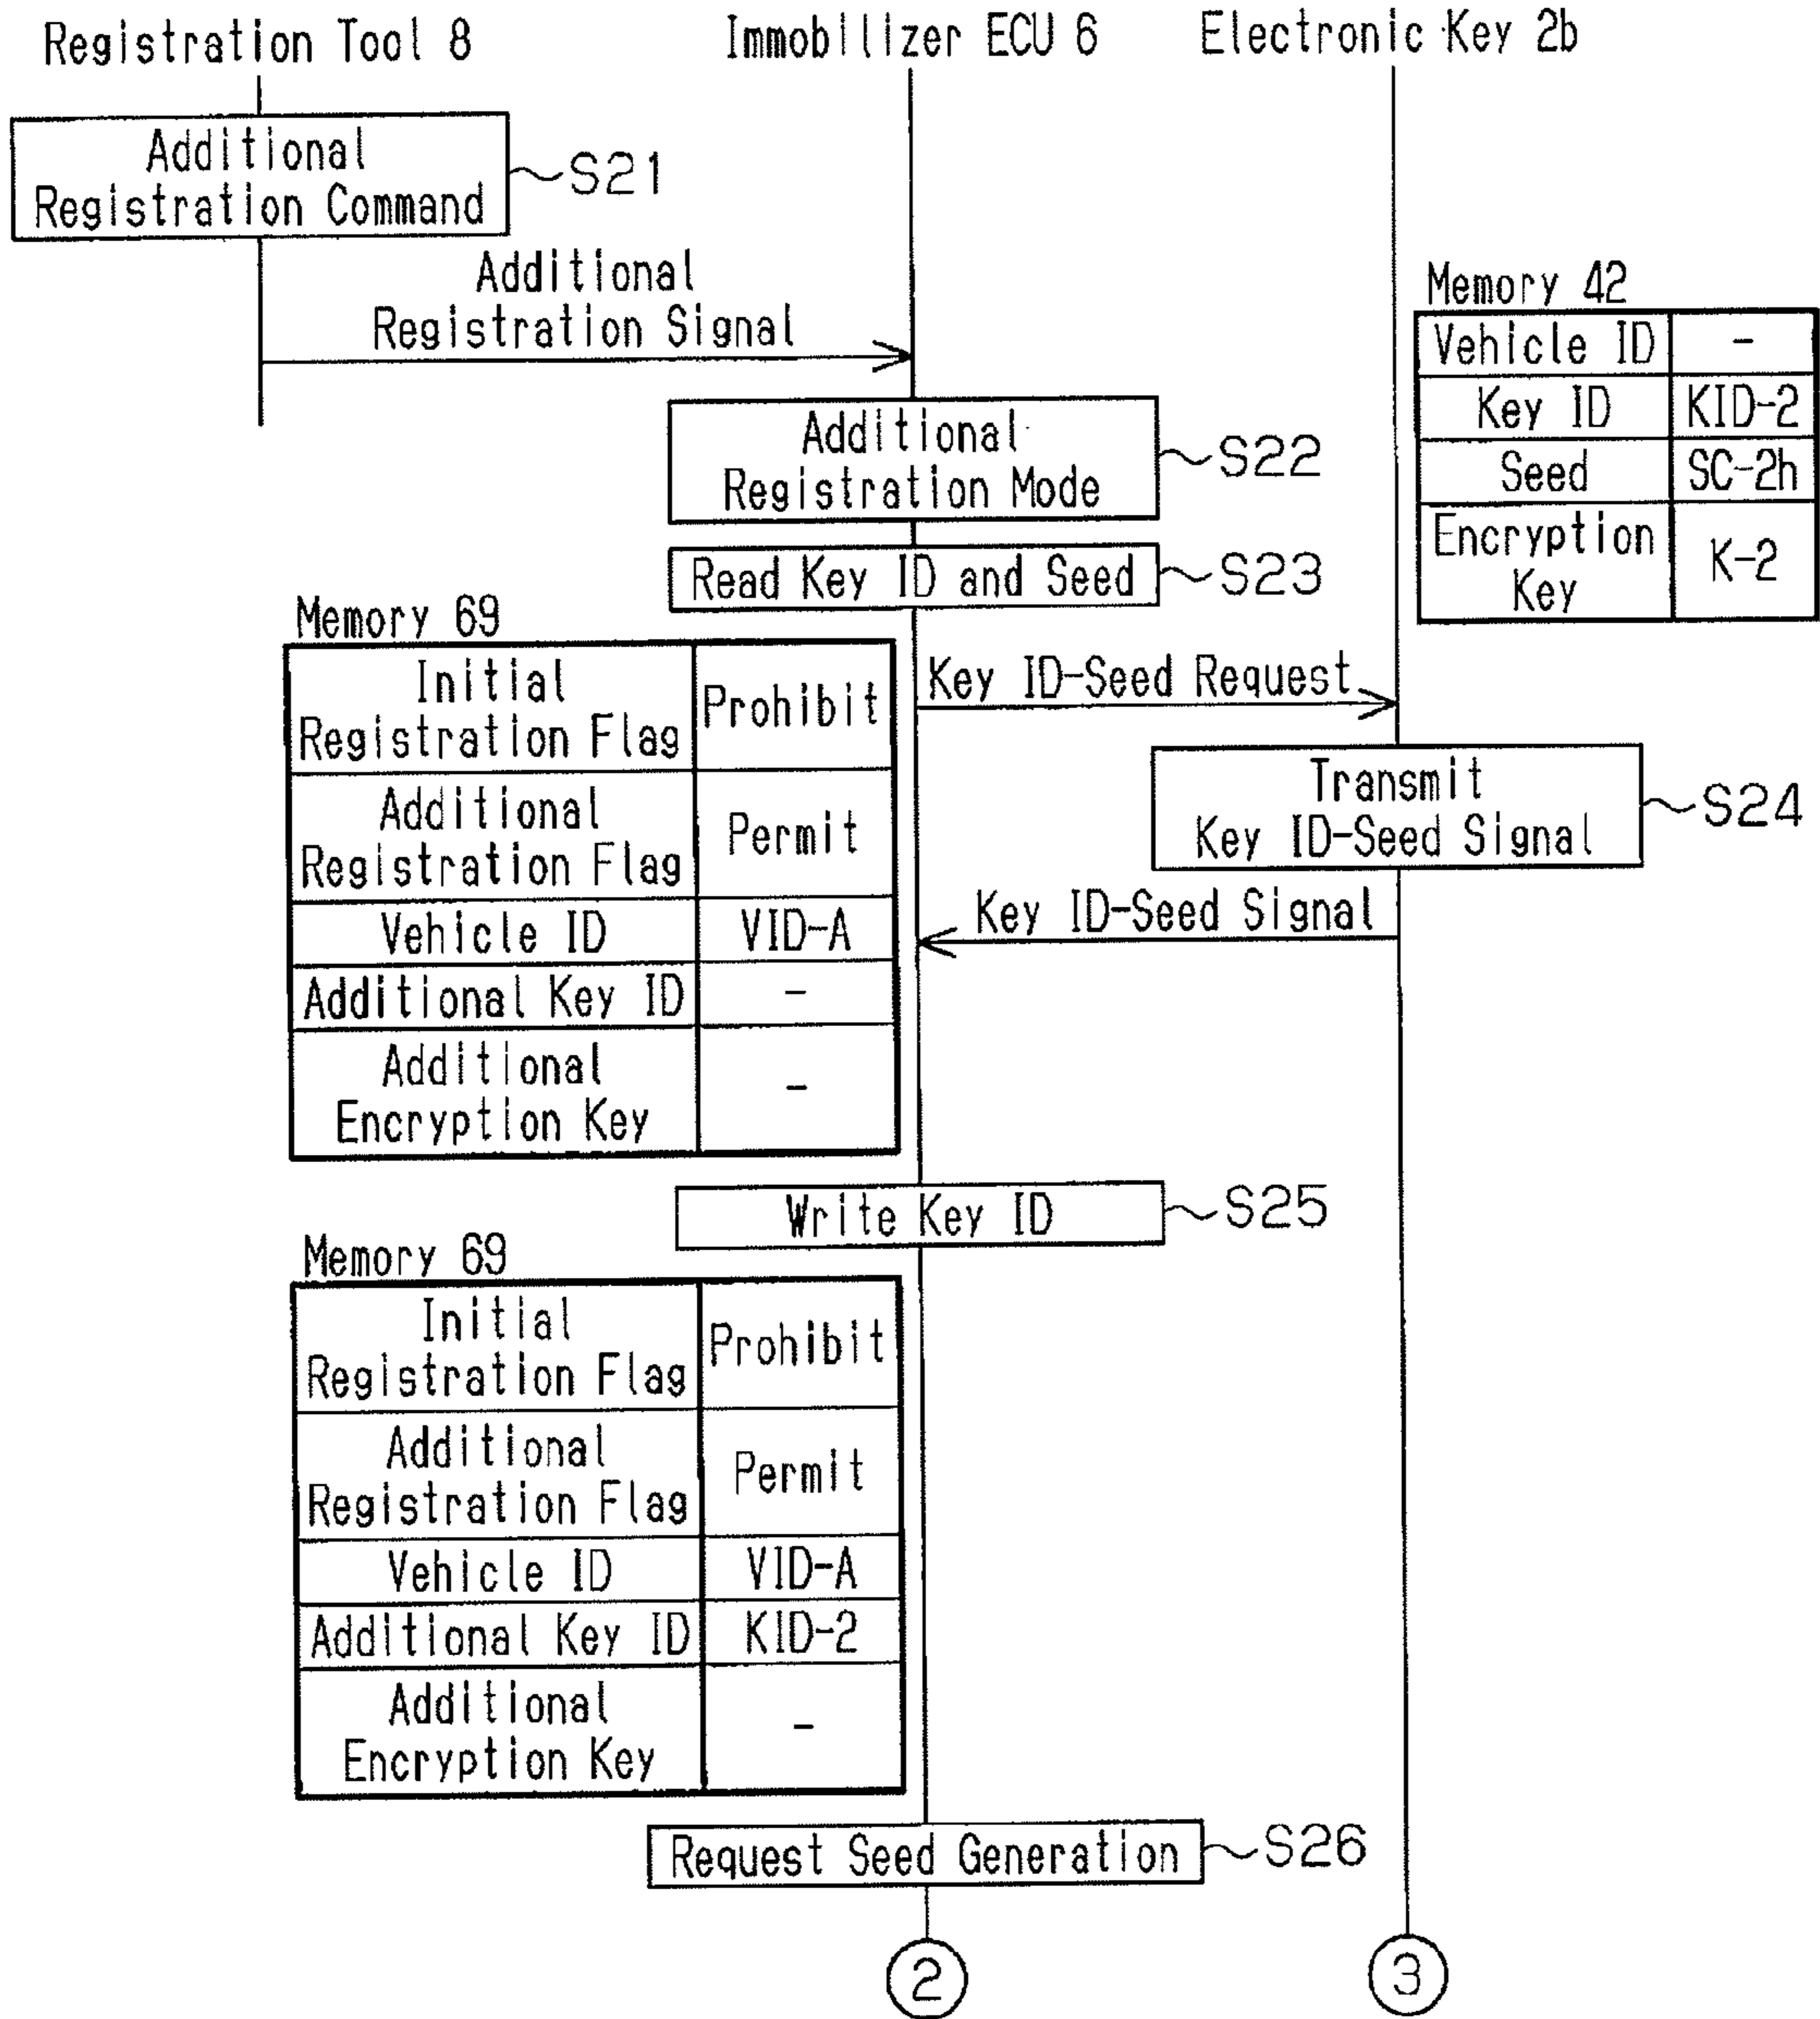 Registration Tool 8
Immobilizer ECU 6
Electronic Key 2b
Additional
Registration Command
S21
Additional
Registration Signal
Memory 42
Vehicle ID -
Key ID KID-2
Seed SC-2h
Encryption
Key
K-2
Additional
Registration Mode
S22
Read Key ID and Seed
S23
Memory 69
Initial
Registration Flag
Prohibit
Additional
Registration Flag
Permit
Vehicle ID VID-A
Additional Key ID -
Additional
Encryption Key
-
Key ID-Seed Request
Transmit
Key ID-Seed Signal
S24
Key ID-Seed Signal
Write Key ID
S25
Memory 69
Initial
Registration Flag
Prohibit
Additional
Registration Flag
Permit
Vehicle ID VID-A
Additional Key ID KID-2
Additional
Encryption Key
-
Request Seed Generation
S26
2
3